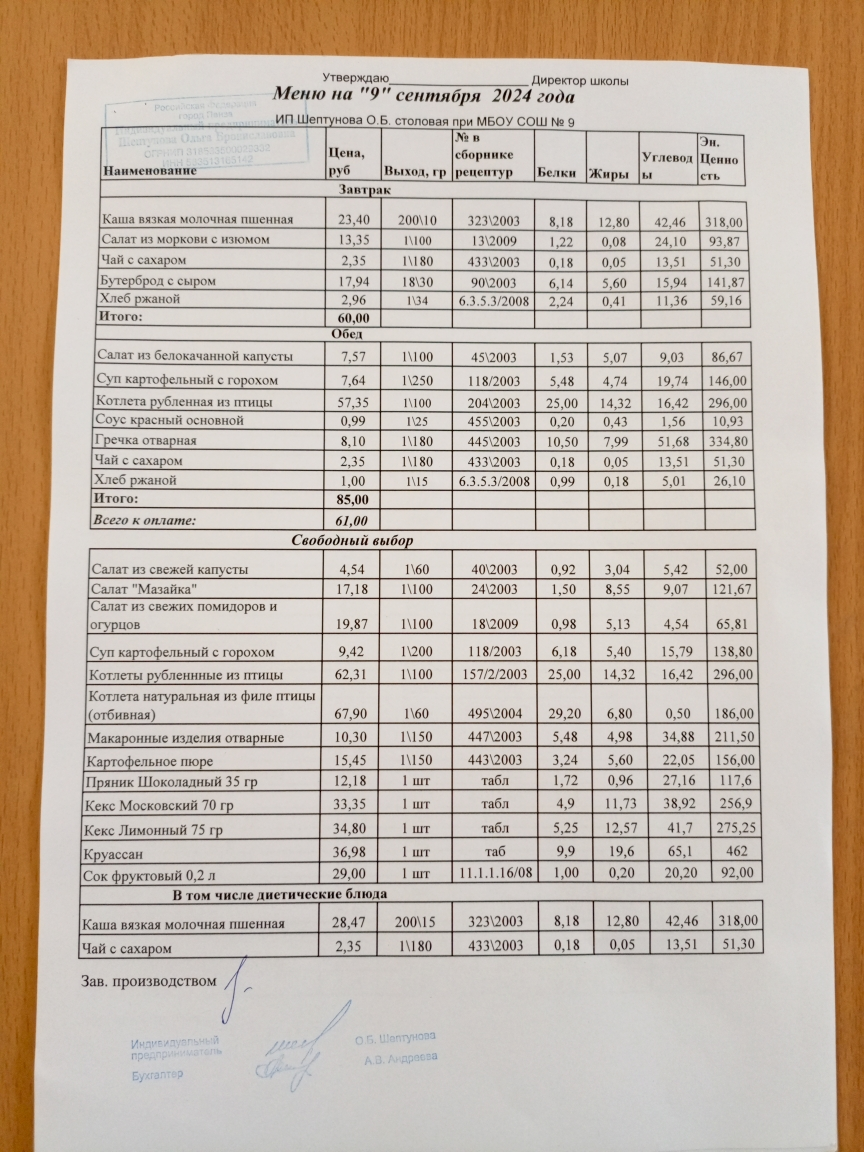 Утверждаю____________________ Директор школы
Меню на "9" сентября 2024 года
ИП Шептунова О.Б. столовая при МБОУ СОШ № 9
Российская Федерация
город Пенза
Индивидуальный предприниматель
Шептунова Ольга Брониславовна
Наименование Цена, руб Выход, гр № в сборнике рецептур Белки Жиры Углеводы Эн. Ценность
Завтрак
Каша вязкая молочная пшенная 23,40 200\10 323\2003 8,18 12,80 42,46 318,00
Салат из моркови с изюмом 13,35 1\100 13\2009 1,22 0,08 24,10 93,87
Чай с сахаром 2,35 1\180 433\2003 0,18 0,05 13,51 51,30
Бутерброд с сыром 17,94 18\30 90\2003 6,14 5,60 15,94 141,87
Хлеб ржаной 2,96 1\34 6.3.5.3/2008 2,24 0,41 11,36 59,16
Итого: 60,00
Обед
Салат из белокачанной капусты 7,57 1\100 45\2003 1,53 5,07 9,03 86,67
Суп картофельный с горохом 7,64 1\250 118/2003 5,48 4,74 19,74 146,00
Котлета рубленная из птицы 57,35 1\100 204\2003 25,00 14,32 16,42 296,00
Соус красный основной 0,99 1\25 455\2003 0,20 0,43 1,56 10,93
Гречка отварная 8,10 1\180 445\2003 10,50 7,99 51,68 334,80
Чай с сахаром 2,35 1\180 433\2003 0,18 0,05 13,51 51,30
Хлеб ржаной 1,00 1\15 6.3.5.3/2008 0,99 0,18 5,01 26,10
Итого: 85,00
Всего к оплате: 61,00
Свободный выбор
Салат из свежей капусты 4,54 1\60 40\2003 0,92 3,04 5,42 52,00
Салат "Мазайка" 17,18 1\100 24\2003 1,50 8,55 9,07 121,67
Салат из свежих помидоров и
огурцов 19,87 1\100 18\2009 0,98 5,13 4,54 65,81
Суп картофельный с горохом 9,42 1\200 118/2003 6,18 5,40 15,79 138,80
Котлеты рубленнные из птицы 62,31 1\100 157/2/2003 25,00 14,32 16,42 296,00
Котлета натуральная из филе птицы
(отбивная) 67,90 1\60 495\2004 29,20 6,80 0,50 186,00
Макаронные изделия отварные 10,30 1\150 447\2003 5,48 4,98 34,88 211,50
Картофельное пюре 15,45 1\150 443\2003 3,24 5,60 22,05 156,00
Пряник Шоколадный 35 гр 12,18 1 шт табл 1,72 0,96 27,16 117,6
Кекс Московский 70 гр 33,35 1 шт табл 4,9 11,73 38,92 256,9
Кекс Лимонный 75 гр 34,80 1 шт табл 5,25 12,57 41,7 275,25
Круассан 36,98 1 шт таб 9,9 19,6 65,1 462
Сок фруктовый 0,2 л 29,00 1 шт 11.1.1.16/08 1,00 0,20 20,20 92,00
В том числе диетические блюда
Каша вязкая молочная пшенная 28,47 200\15 323\2003 8,18 12,80 42,46 318,00
Чай с сахаром 2,35 1\180 433\2003 0,18 0,05 13,51 51,30
Зав. производством
Индивидуальный предприниматель О.Б. Шептунова
Бухгалтер А.В. Андреева